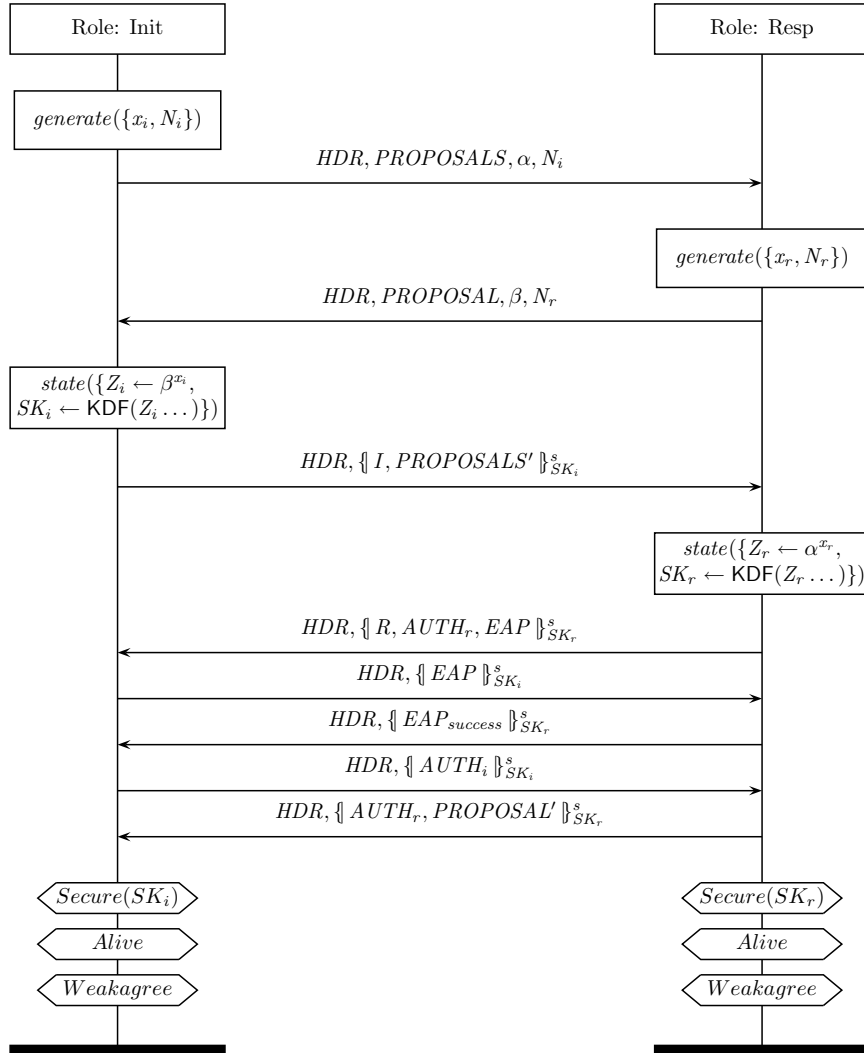 Role: Init
Role: Resp
generate({x_i, N_i})
HDR, PROPOSALS, α, N_i
generate({x_r, N_r})
HDR, PROPOSAL, β, N_r
state({Z_i ← β^{x_i},
SK_i ← KDF(Z_i ...)})
HDR, {| I, PROPOSALS′ |}^s_{SK_i}
state({Z_r ← α^{x_r},
SK_r ← KDF(Z_r ...)})
HDR, {| R, AUTH_r, EAP |}^s_{SK_r}
HDR, {| EAP |}^s_{SK_i}
HDR, {| EAP_{success} |}^s_{SK_r}
HDR, {| AUTH_i |}^s_{SK_i}
HDR, {| AUTH_r, PROPOSAL′ |}^s_{SK_r}
Secure(SK_i)
Secure(SK_r)
Alive
Alive
Weakagree
Weakagree